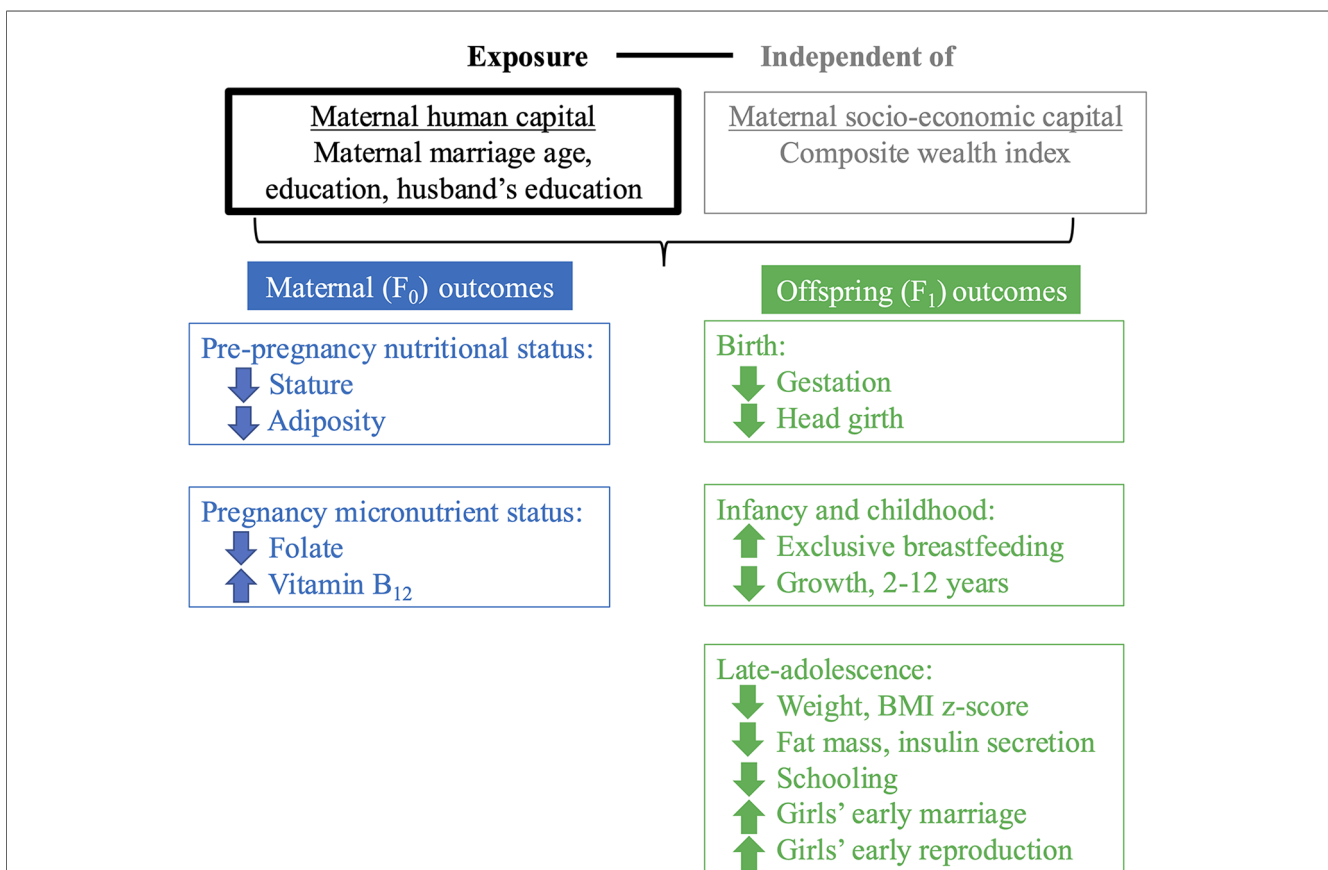 Exposure
Independent of
Maternal human capital
Maternal marriage age,
education, husband’s education
Maternal socio-economic capital
Composite wealth index
Maternal (F₀) outcomes
Pre-pregnancy nutritional status:
Stature
Adiposity
Pregnancy micronutrient status:
Folate
Vitamin B₁₂
Offspring (F₁) outcomes
Birth:
Gestation
Head girth
Infancy and childhood:
Exclusive breastfeeding
Growth, 2-12 years
Late-adolescence:
Weight, BMI z-score
Fat mass, insulin secretion
Schooling
Girls’ early marriage
Girls’ early reproduction